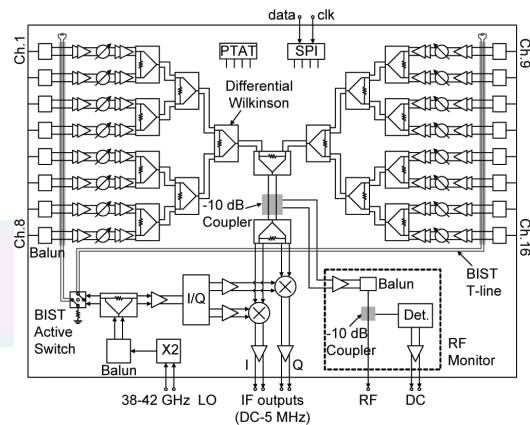 data clk
Ch.1
PTAT
SPI
Ch.9
Differential
Wilkinson
-10 dB
Coupler
Ch.8
Ch.16
Balun
BIST
T-line
BIST
Active
Switch
I/Q
Balun
-10 dB
Coupler
Det.
RF
Monitor
Balun
X2
I
Q
38-42 GHz LO
IF outputs
(DC-5 MHz)
RF
DC